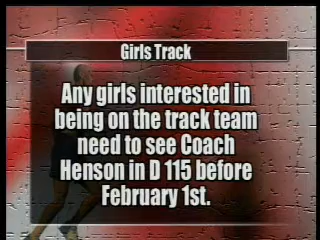 Girls Track
Any girls interested in
being on the track team
need to see Coach
Henson in D 115 before
February 1st.